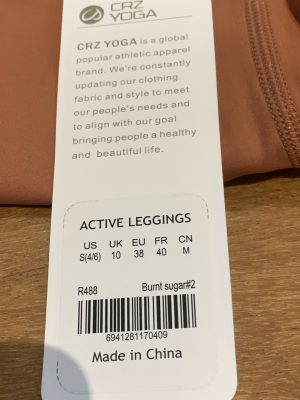 CRZ
YOGA
CRZ YOGA is a global
popular athletic apparel
brand. We're constantly
updating our clothing
fabric and style to meet
our people's needs and
to align with our goal
bringing people a healthy
and beautiful life.
ACTIVE LEGGINGS
US UK EU FR CN
S(4/6) 10 38 40 M
R488 Burnt sugar#2
6941281170409
Made in China